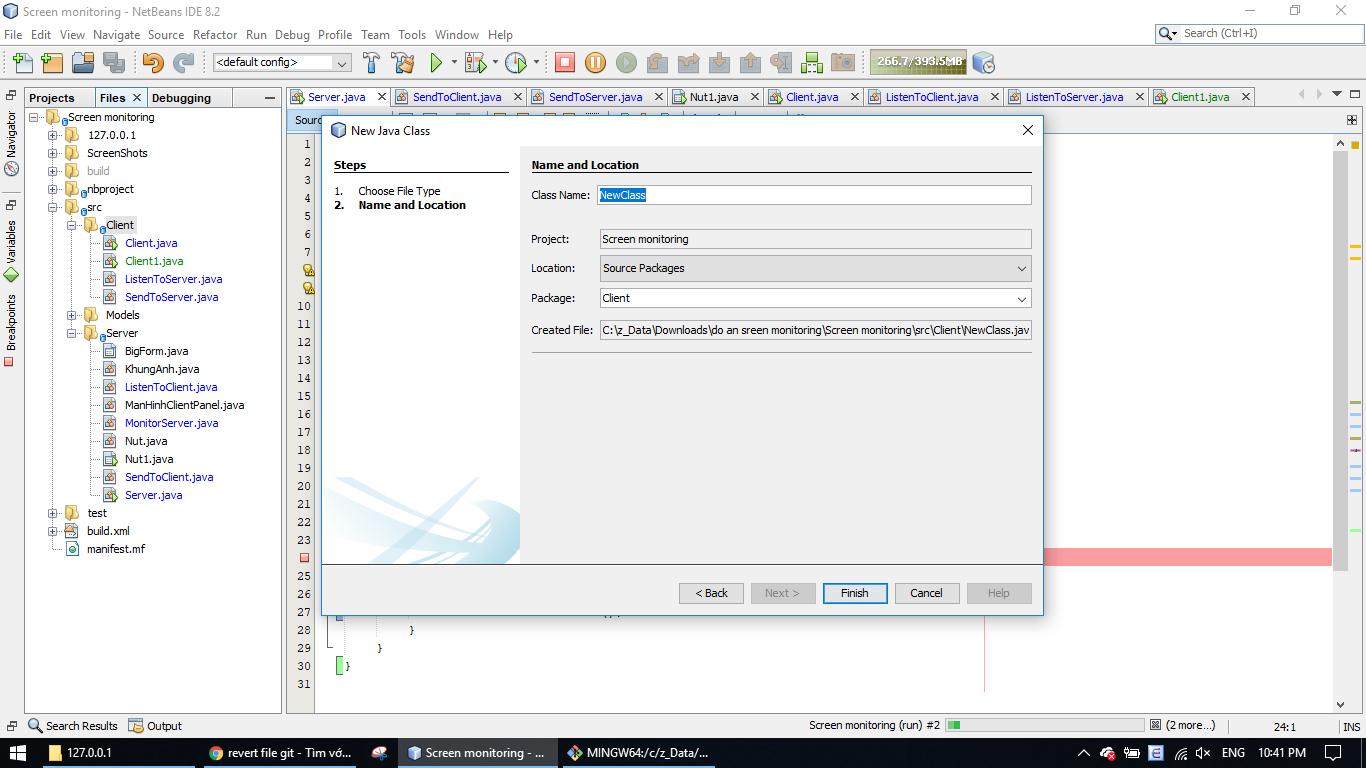 Screen monitoring - NetBeans IDE 8.2
File Edit View Navigate Source Refactor Run Debug Profile Team Tools Window Help
Search (Ctrl+I)
<default config>
266.7/393.5MB
Projects Files Debugging
Server.java SendToClient.java SendToServer.java Nut1.java Client.java ListenToClient.java ListenToServer.java Client1.java
Navigator
Variables
Breakpoints
Screen monitoring
127.0.0.1
ScreenShots
build
nbproject
src
Client
Client.java
Client1.java
ListenToServer.java
SendToServer.java
Models
Server
BigForm.java
KhungAnh.java
ListenToClient.java
ManHinhClientPanel.java
MonitorServer.java
Nut.java
Nut1.java
SendToClient.java
Server.java
test
build.xml
manifest.mf
Sourc
1
2
3
4
5
6
7
10
11
12
13
14
15
16
17
18
19
20
21
22
23
25
26
27
28 }
29 }
30 }
31
New Java Class
Steps
1. Choose File Type
2. Name and Location
Name and Location
Class Name: NewClass
Project: Screen monitoring
Location: Source Packages
Package: Client
Created File: C:\z_Data\Downloads\do an sreen monitoring\Screen monitoring\src\Client\NewClass.jav
< Back Next > Finish Cancel Help
Search Results Output
Screen monitoring (run) #2 (2 more...) 24:1 INS
127.0.0.1 revert file git - Tìm vớ... Screen monitoring - ... MINGW64:/c/z_Data/... ENG 10:41 PM